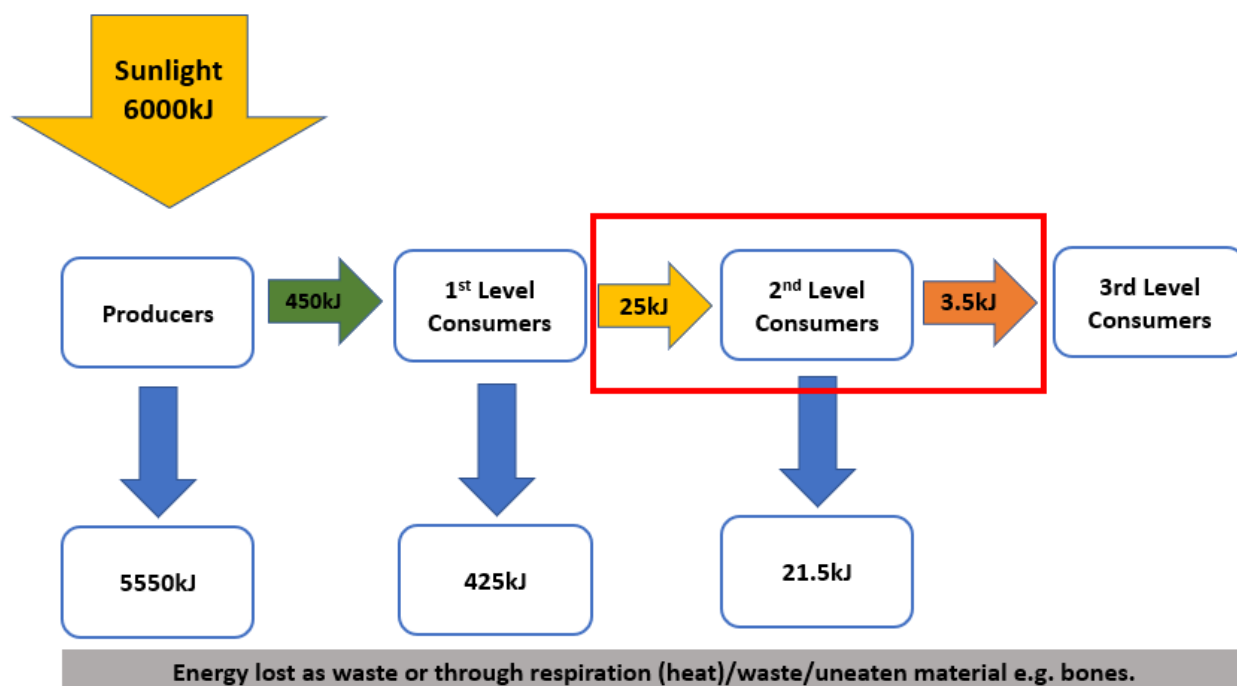 Sunlight
6000kJ
Producers
450kJ
1st Level
Consumers
25kJ
2nd Level
Consumers
3.5kJ
3rd Level
Consumers
5550kJ
425kJ
21.5kJ
Energy lost as waste or through respiration (heat)/waste/uneaten material e.g. bones.